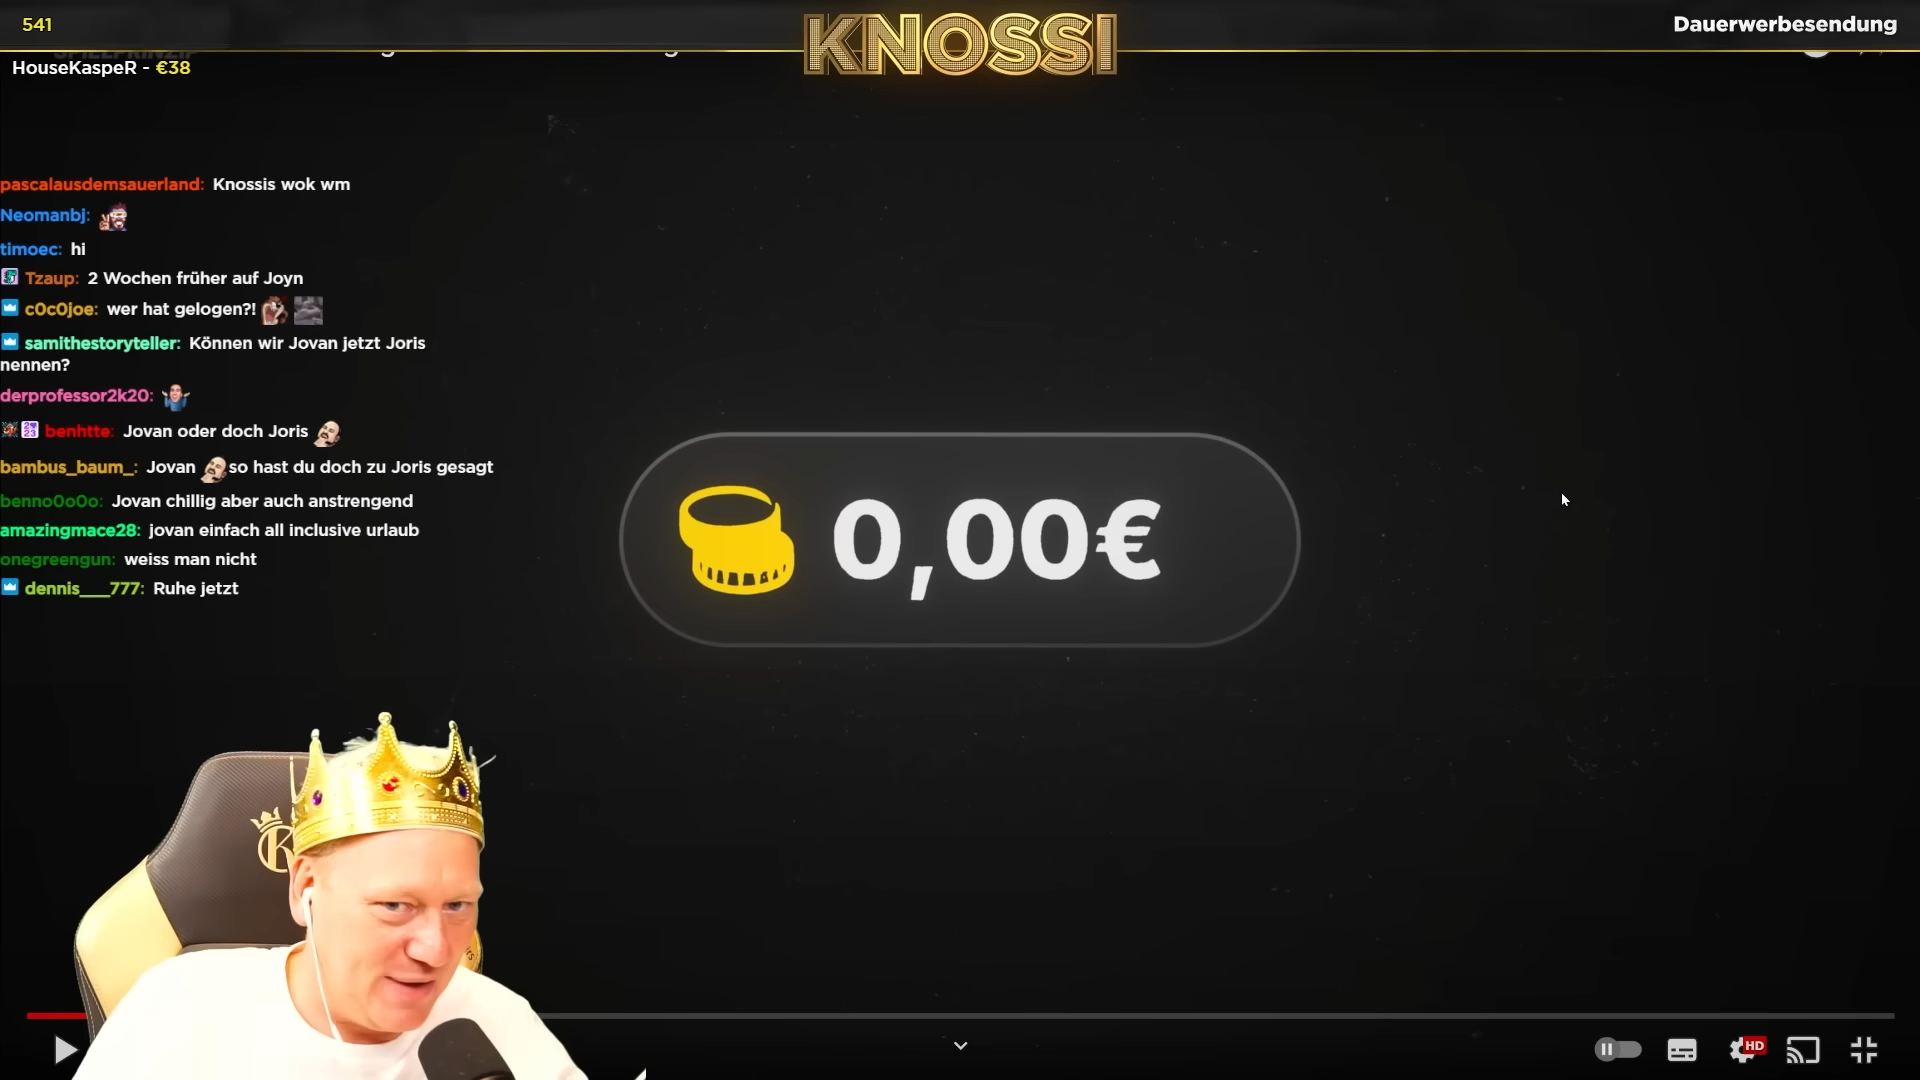 541
KNOSSI
Dauerwerbesendung
HouseKaspeR - €38
pascalausdemsauerland: Knossis wok wm
Neomanbj:
timoec: hi
Tzaup: 2 Wochen früher auf Joyn
c0c0joe: wer hat gelogen?!
samithestoryteller: Können wir Jovan jetzt Joris
nennen?
derprofessor2k20:
benhtte: Jovan oder doch Joris
bambus_baum_: Jovan so hast du doch zu Joris gesagt
benno0o0o: Jovan chillig aber auch anstrengend
amazingmace28: jovan einfach all inclusive urlaub
onegreengun: weiss man nicht
dennis___777: Ruhe jetzt
0,00€
K
HD